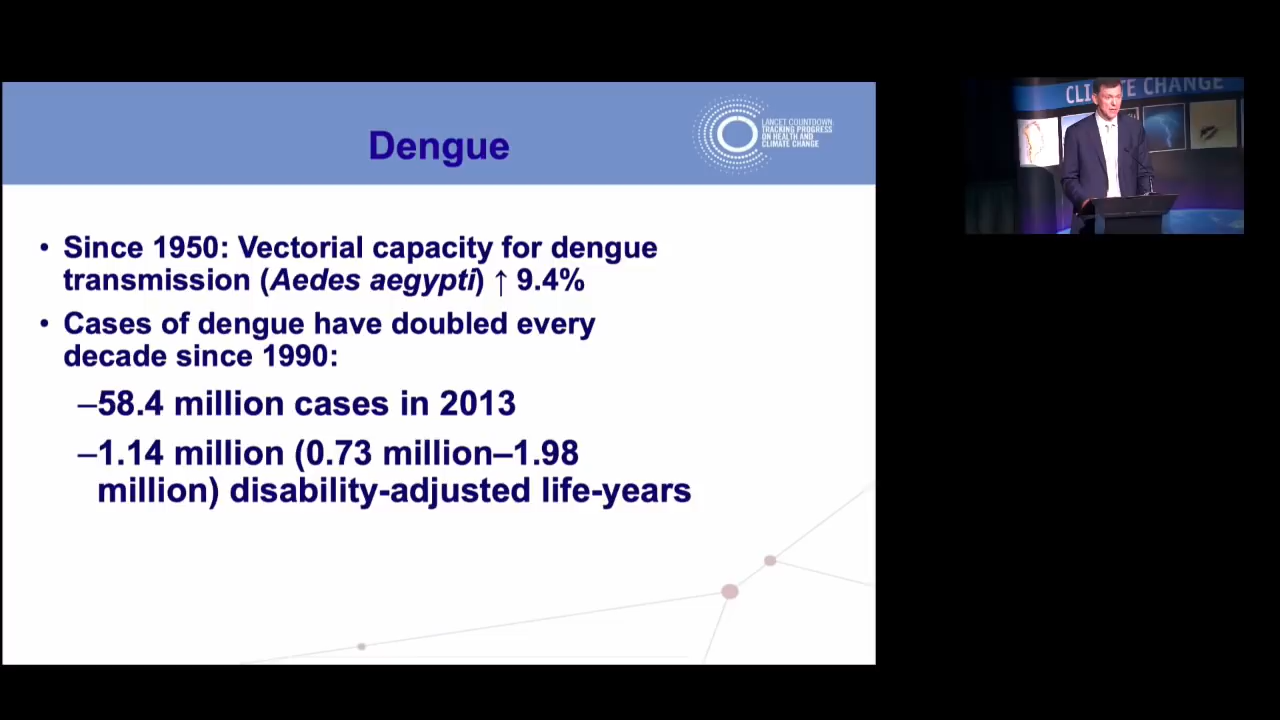 Dengue
LANCET COUNTDOWN
TRACKING PROGRESS
ON HEALTH AND
CLIMATE CHANGE
• Since 1950: Vectorial capacity for dengue
transmission (Aedes aegypti) ↑ 9.4%
• Cases of dengue have doubled every
decade since 1990:
–58.4 million cases in 2013
–1.14 million (0.73 million–1.98
million) disability-adjusted life-years
CLIMATE CHANGE